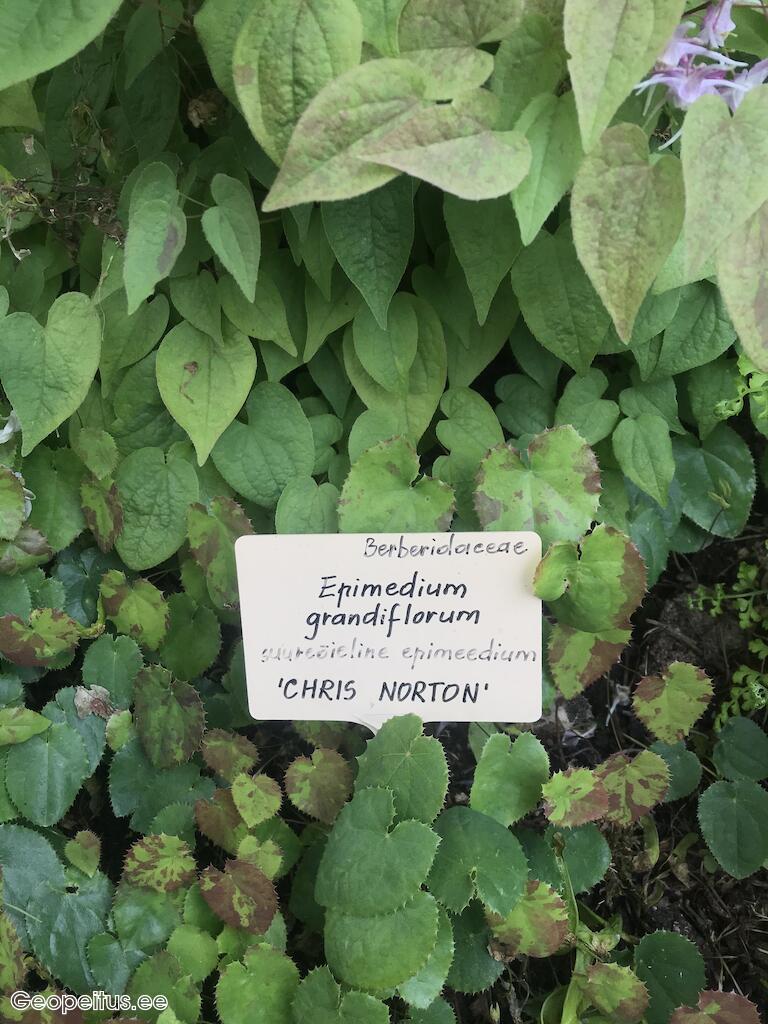 Berberidaceae
Epimedium
grandiflorum
suureõieline epimeedium
'CHRIS NORTON'
Geopeitus.ee